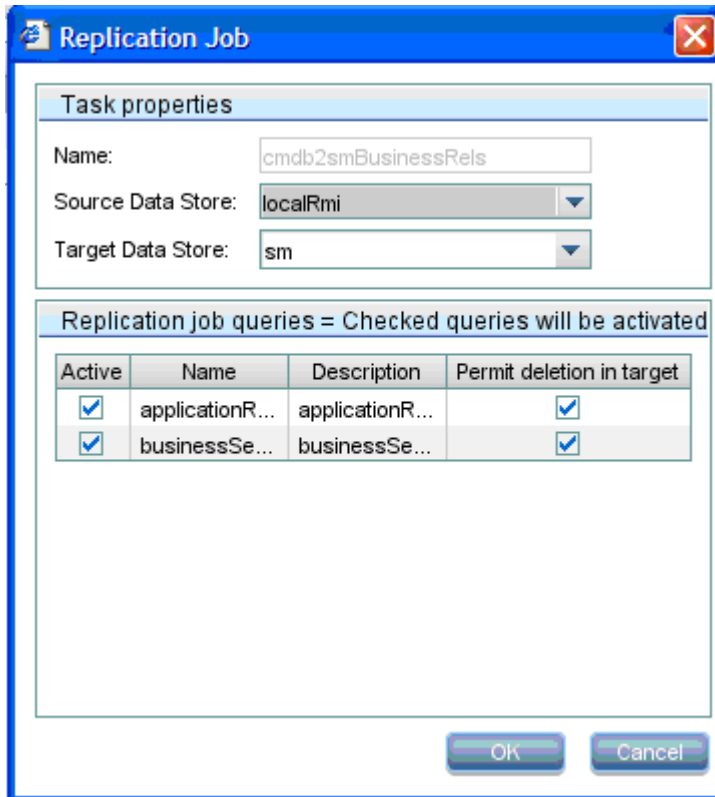 Replication Job
Task properties
Name: cmdb2smBusinessRels
Source Data Store: localRmi
Target Data Store: sm
Replication job queries = Checked queries will be activated
Active Name Description Permit deletion in target
applicationR... applicationR...
businessSe... businessSe...
OK Cancel